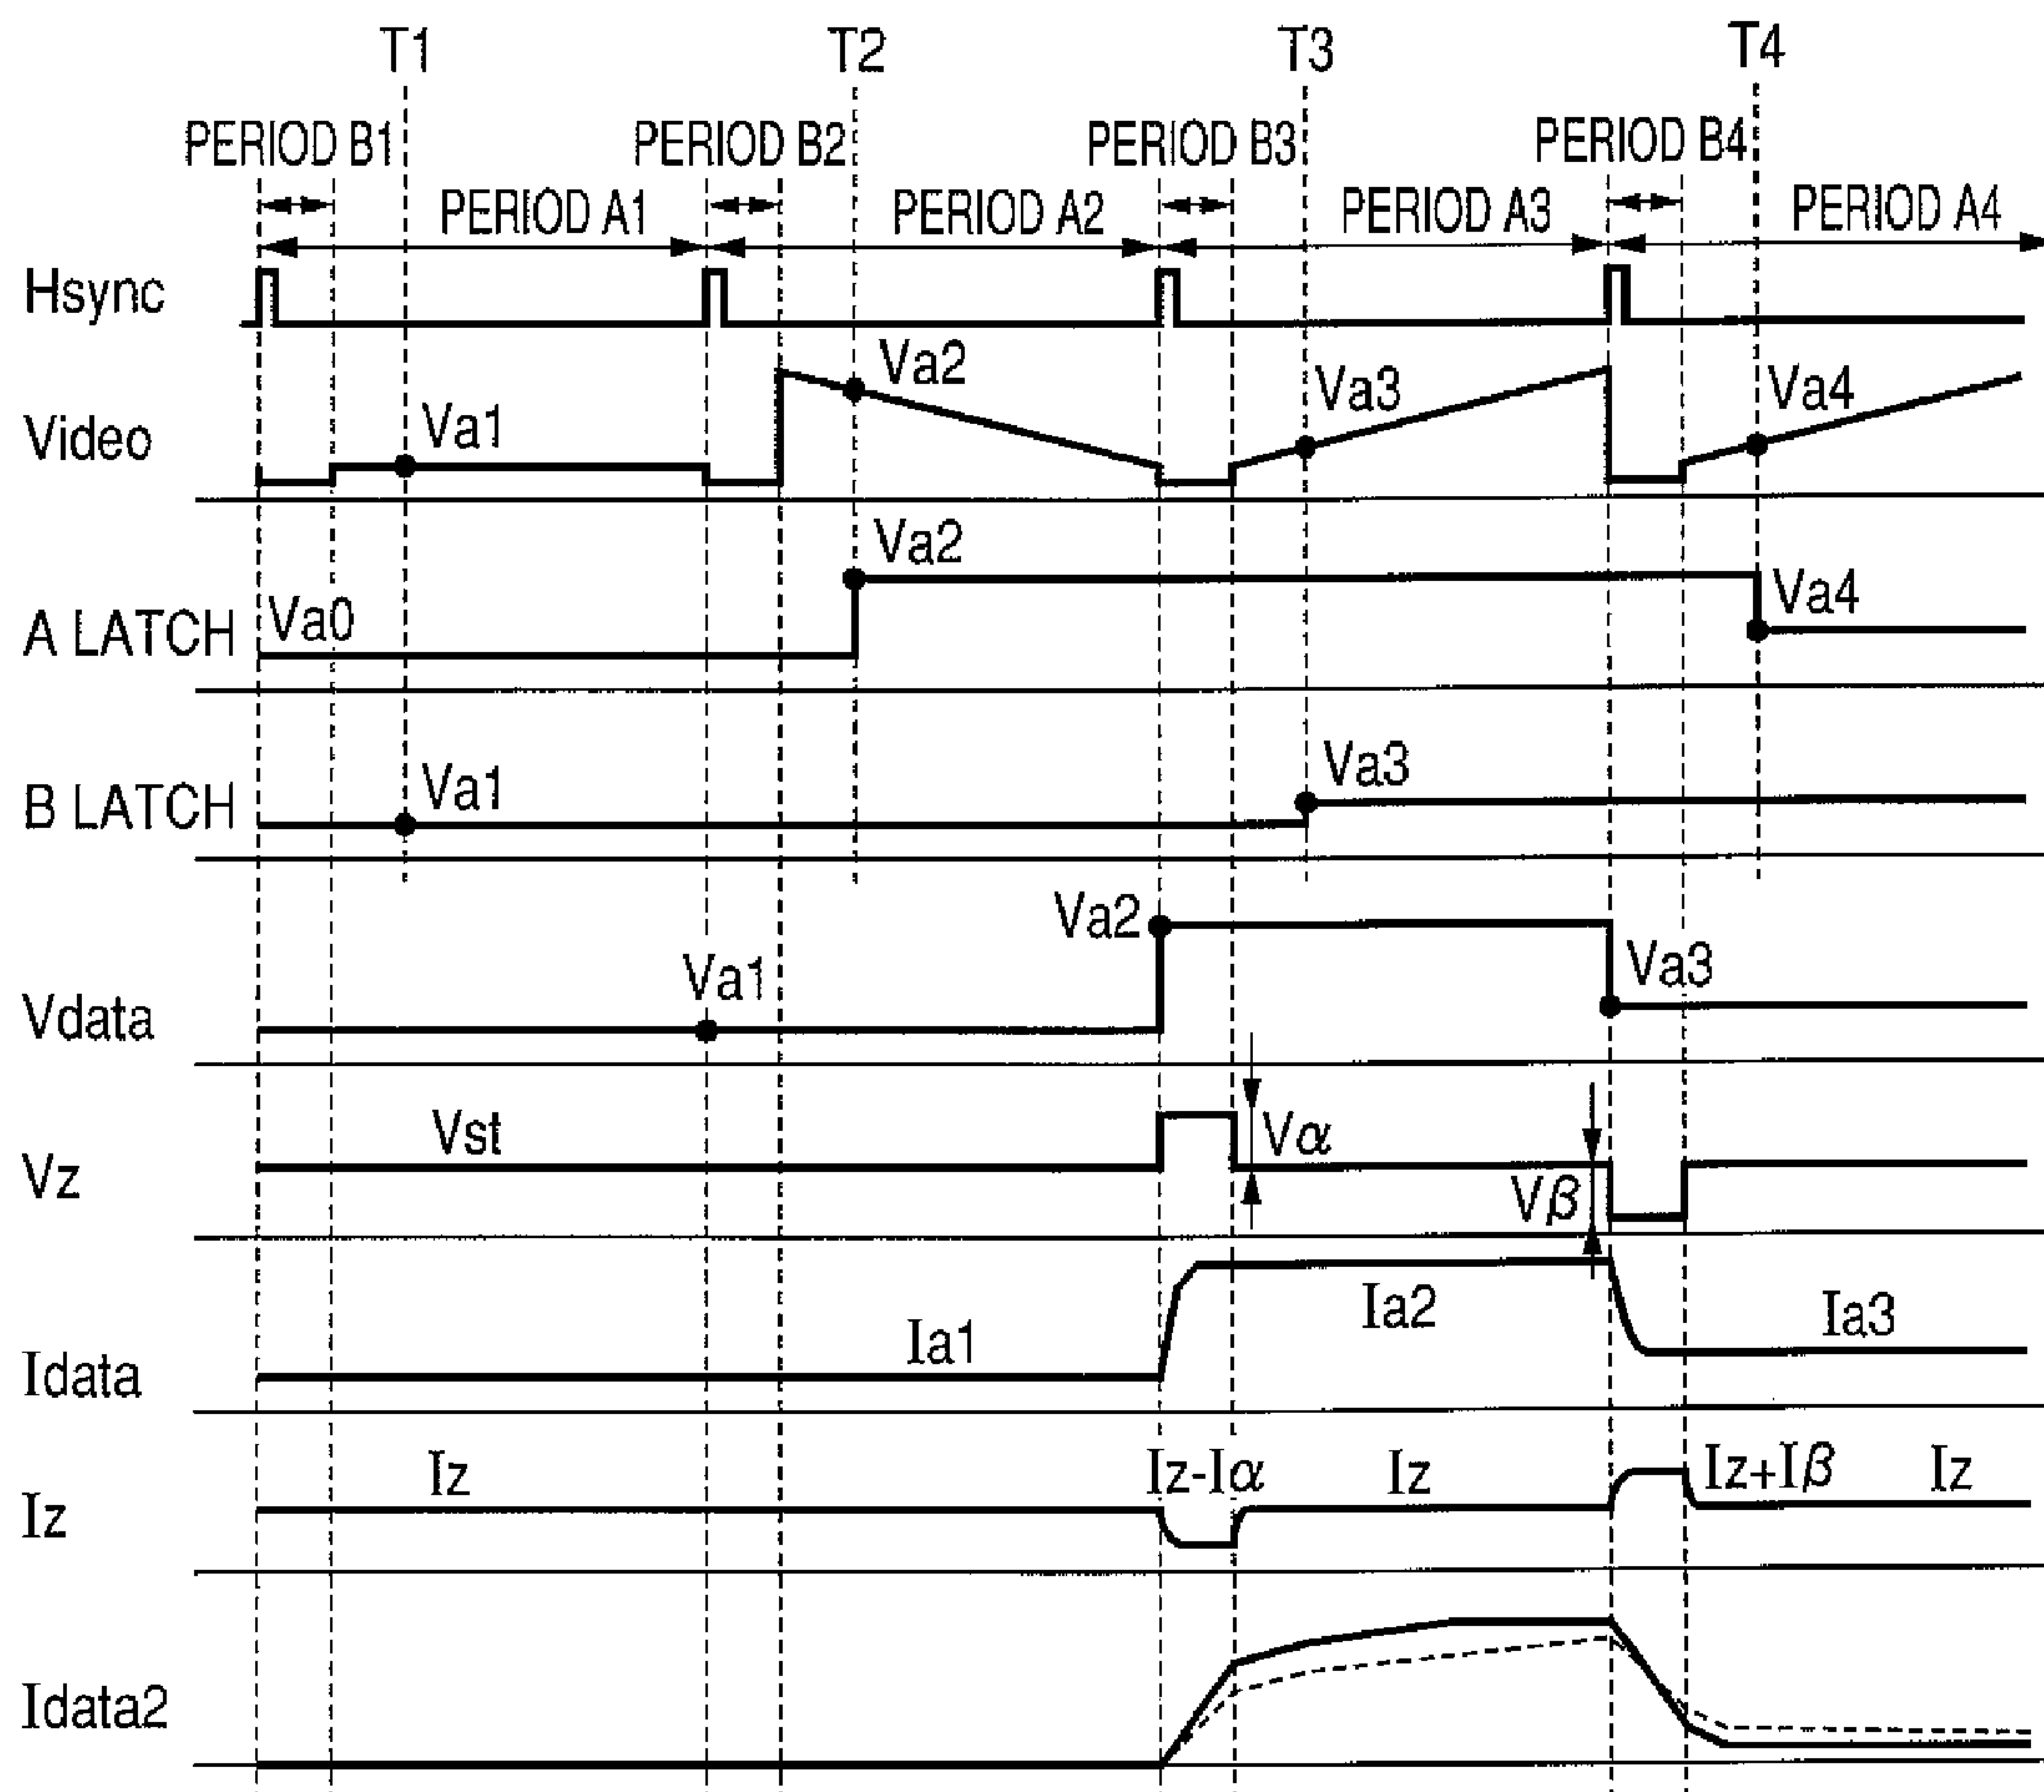 T1 T2 T3 T4
PERIOD B1 PERIOD B2 PERIOD B3 PERIOD B4
PERIOD A1 PERIOD A2 PERIOD A3 PERIOD A4
Hsync
Video Va1 Va2 Va3 Va4
A LATCH Va0 Va2 Va4
B LATCH Va1 Va3
Vdata Va1 Va2 Va3
Vz Vst Vα Vβ
Idata Ia1 Ia2 Ia3
Iz Iz Iz-Iα Iz Iz+Iβ Iz
Idata2